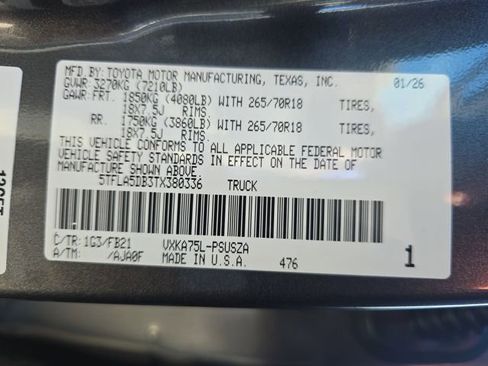 MFD.BY: TOYOTA MOTOR MANUFACTURING, TEXAS, INC. 01/26
GVWR 3270KG (7210LB)
GAWR FRT. 1850KG (4080LB) WITH 265/70R18 TIRES,
18X7.5J RIMS.
RR. 1750KG (3860LB) WITH 265/70R18 TIRES,
18X7.5J RIMS.
THIS VEHICLE CONFORMS TO ALL APPLICABLE FEDERAL MOTOR
VEHICLE SAFETY STANDARDS IN EFFECT ON THE DATE OF
MANUFACTURE SHOWN ABOVE.
5TFLA5DB3TX380336 TRUCK
C/TR: 1G3/FB21 VXKA75L-PSUSZA
A/TM: /AJA0F MADE IN U.S.A. 476 1